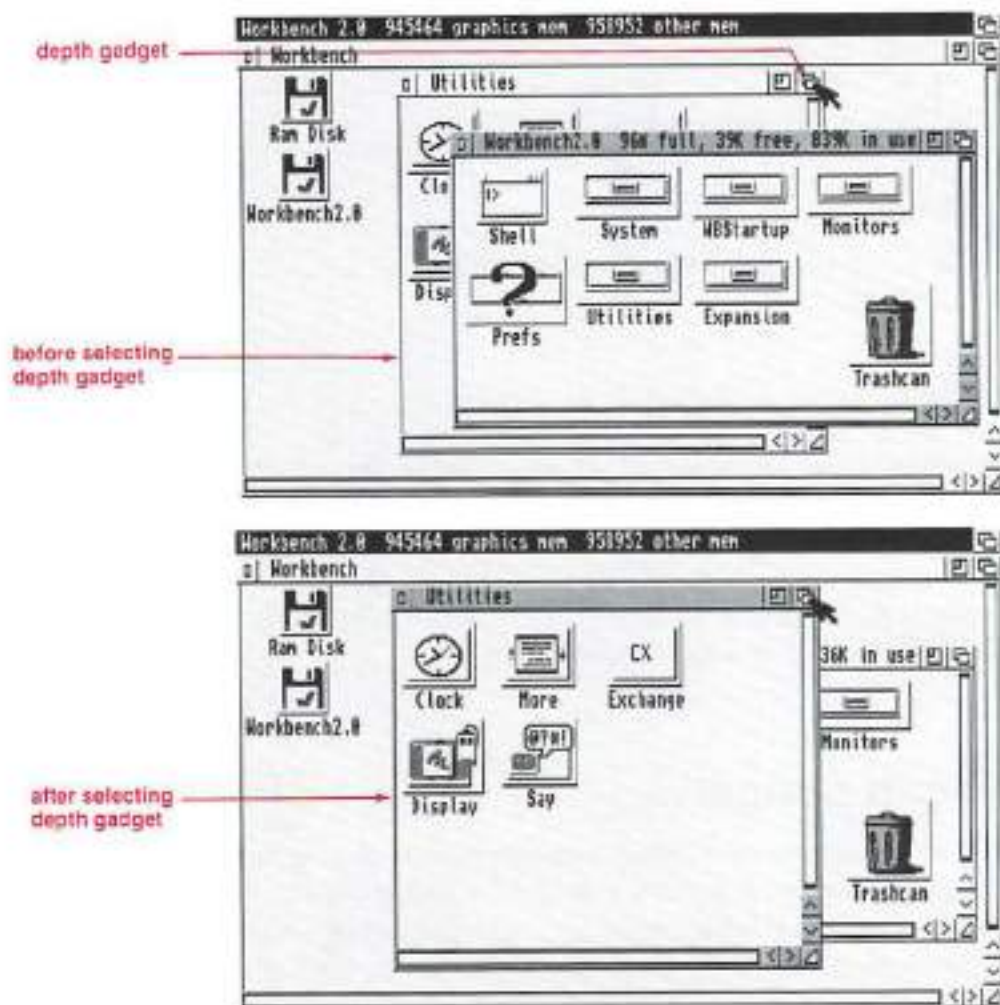 Workbench 2.0 945464 graphics mem 958952 other mem
depth gadget
Workbench
Utilities
Ram Disk
Workbench2.0 96% full, 39K free, 839K in use
Clo
Workbench2.0
Shell
System
WBStartup
Monitors
Disp
Prefs
Utilities
Expansion
before selecting
depth gadget
Trashcan
Workbench 2.0 945464 graphics mem 958952 other mem
Workbench
Utilities
Ram Disk
36K in use
CX
Clock
More
Exchange
Workbench2.0
Monitors
@?#!
after selecting
depth gadget
Display
Say
Trashcan